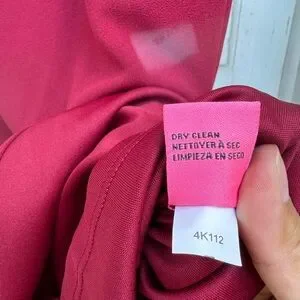 DRY CLEAN
NETTOYER À SEC
LIMPIEZA EN SECO
4K112